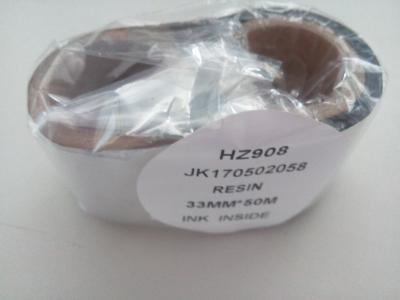 HZ908
JK170502058
RESIN
33MM*50M
INK INSIDE